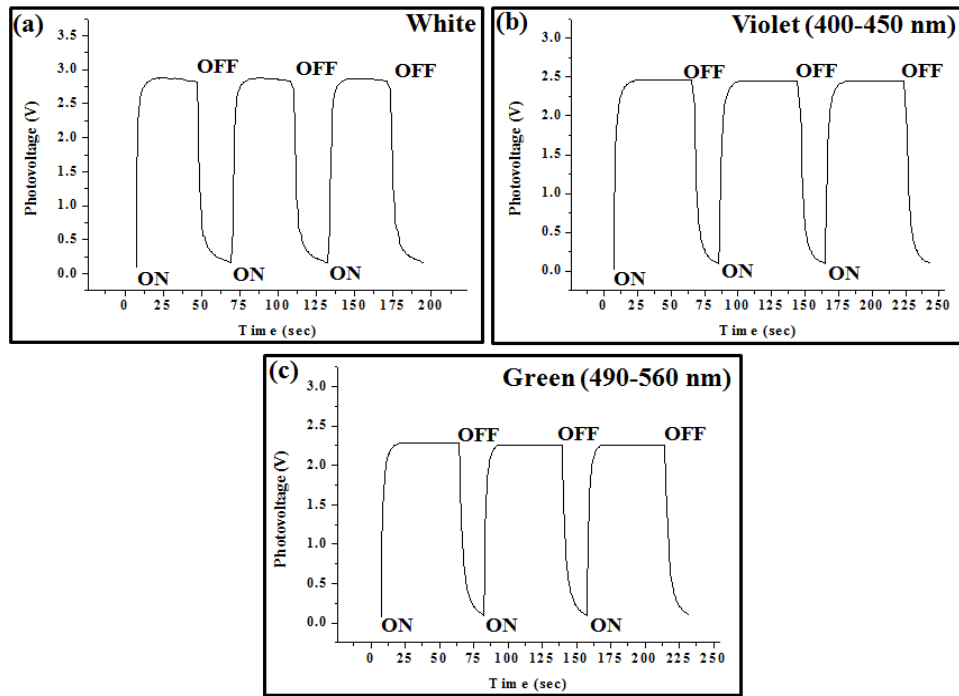 (a)
White
3.5
3.0
2.5
2.0
1.5
1.0
0.5
0.0
Photovoltage (V)
OFF
OFF
OFF
ON
ON
ON
0 25 50 75 100 125 150 175 200
Time (sec)
(b)
Violet (400-450 nm)
3.0
2.5
2.0
1.5
1.0
0.5
0.0
Photovoltage (V)
OFF
OFF
OFF
ON
ON
ON
0 25 50 75 100 125 150 175 200 225 250
Time (sec)
(c)
Green (490-560 nm)
3.0
2.5
2.0
1.5
1.0
0.5
0.0
Photovoltage (V)
OFF
OFF
OFF
ON
ON
ON
0 25 50 75 100 125 150 175 200 225 250
Time (sec)